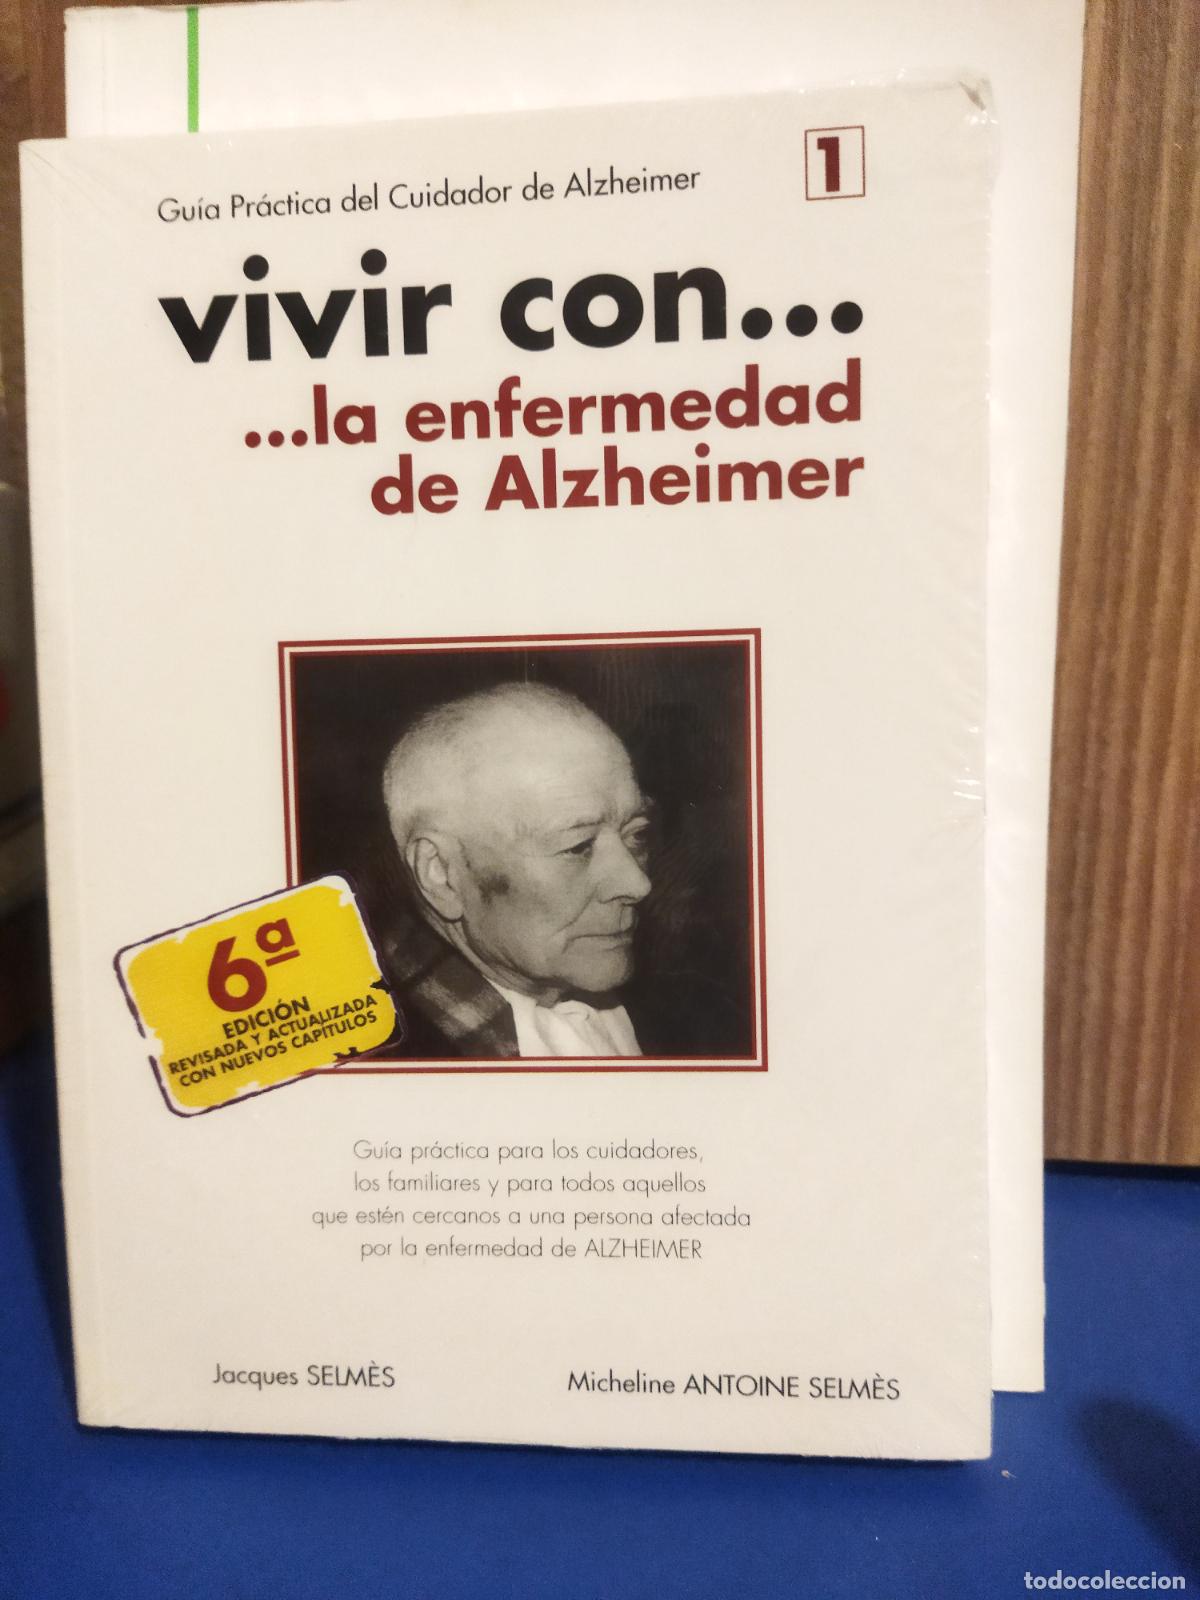 Guía Práctica del Cuidador de Alzheimer
1
vivir con...
...la enfermedad
de Alzheimer
6ª
EDICIÓN
REVISADA Y ACTUALIZADA
CON NUEVOS CAPÍTULOS
Guía práctica para los cuidadores,
los familiares y para todos aquellos
que estén cercanos a una persona afectada
por la enfermedad de ALZHEIMER
Jacques SELMÈS
Micheline ANTOINE SELMÈS
todocoleccion